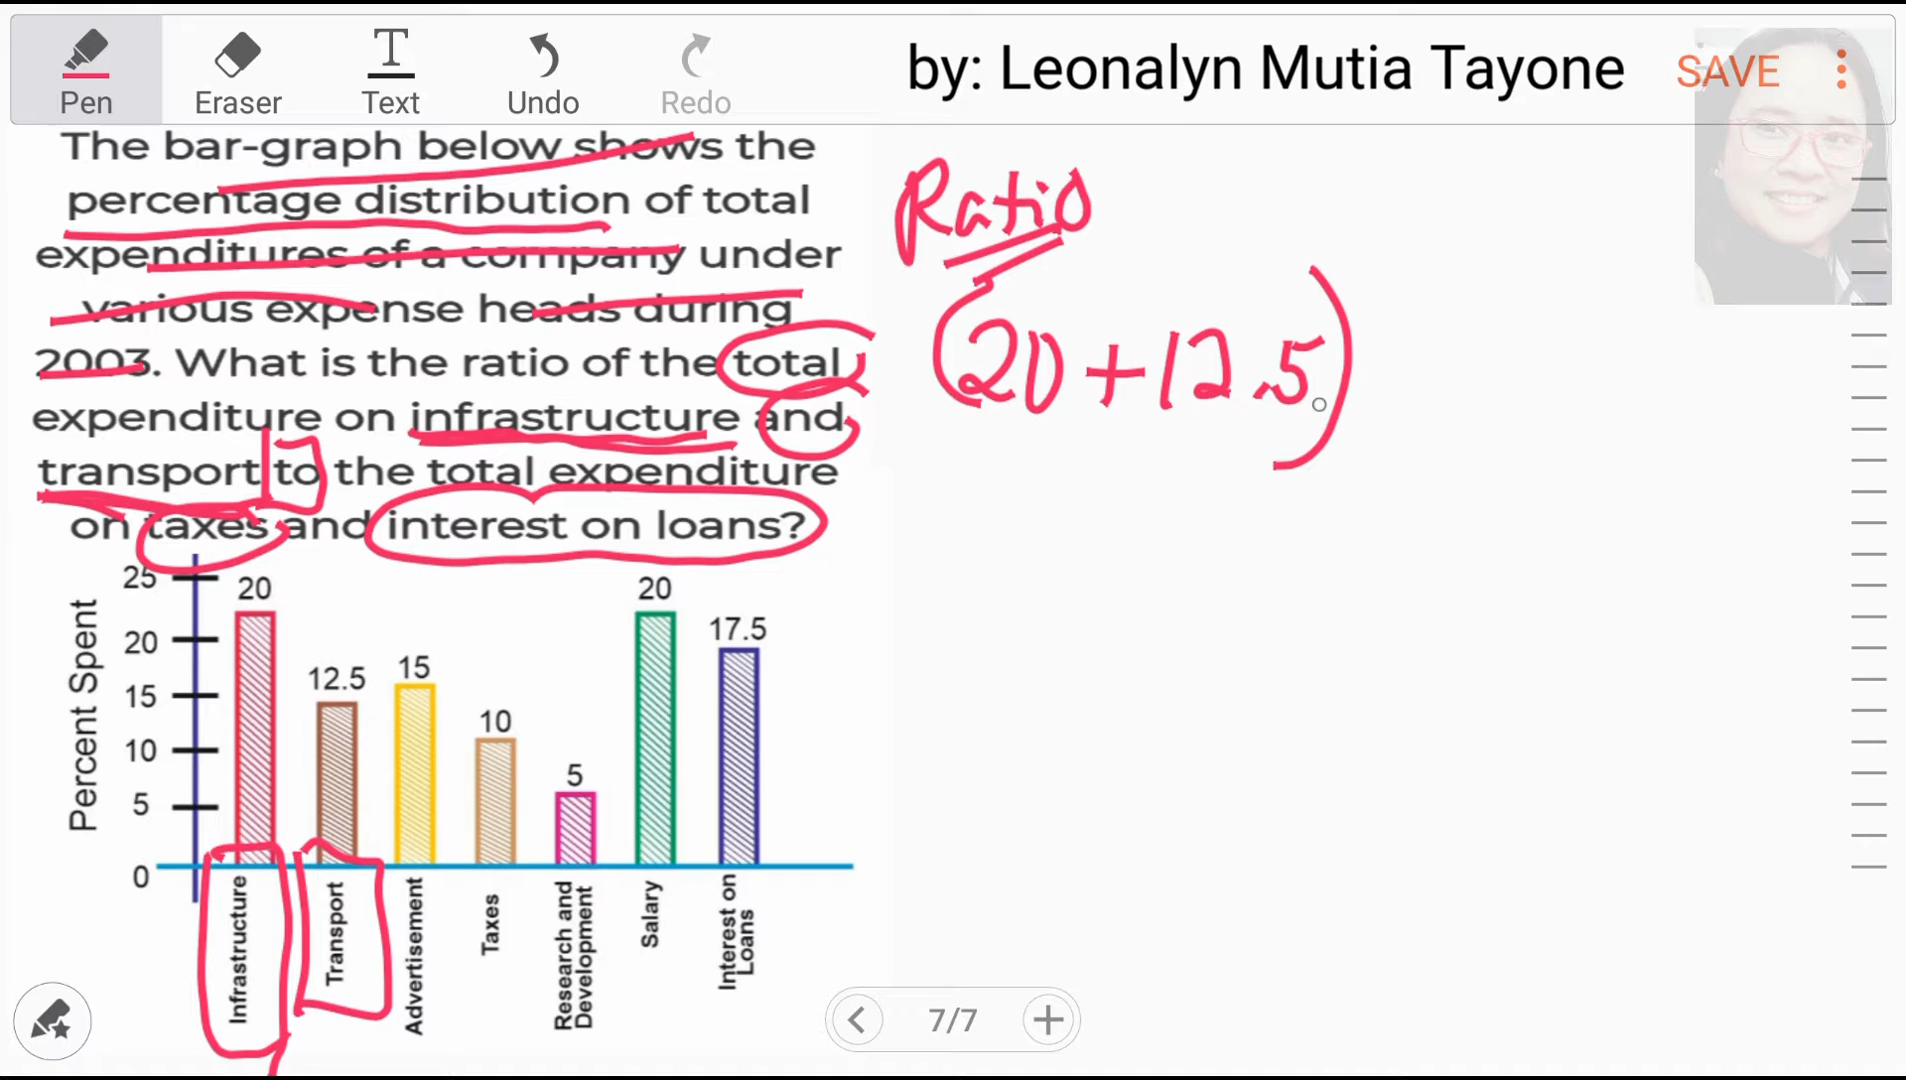 Pen
Eraser
Text
Undo
Redo
by: Leonalyn Mutia Tayone
SAVE
The bar-graph below shows the
percentage distribution of total
expenditures of a company under
various expense heads during
2003. What is the ratio of the total
expenditure on infrastructure and
transport to the total expenditure
on taxes and interest on loans?
Ratio
(20+12.5)
Percent Spent
25
20
15
10
5
0
20
12.5
15
10
5
20
17.5
Infrastructure
Transport
Advertisement
Taxes
Research and
Development
Salary
Interest on
Loans
7/7